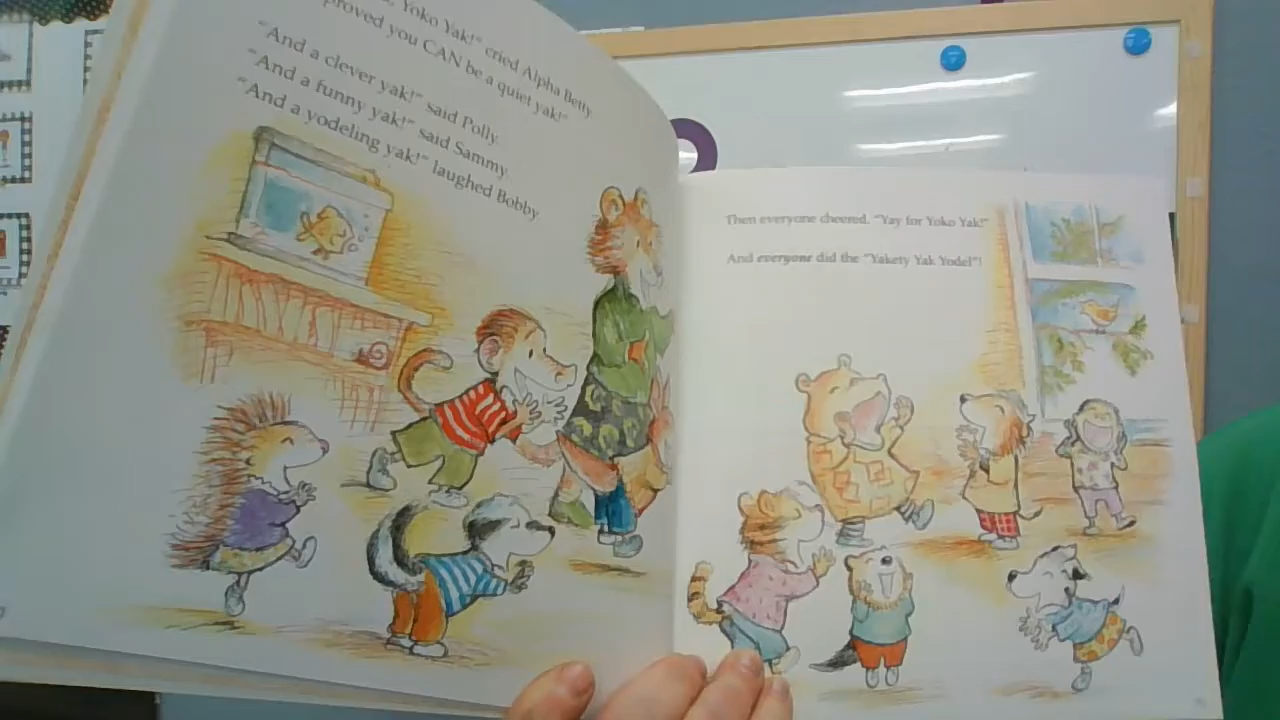 Yoko Yak!" cried Alpha Betty.
proved you CAN be a quiet yak!"
"And a clever yak!" said Polly.
"And a funny yak!" said Sammy.
"And a yodeling yak!" laughed Bobby.
Then everyone cheered. "Yay for Yoko Yak!"
And everyone did the "Yakety Yak Yodel"!